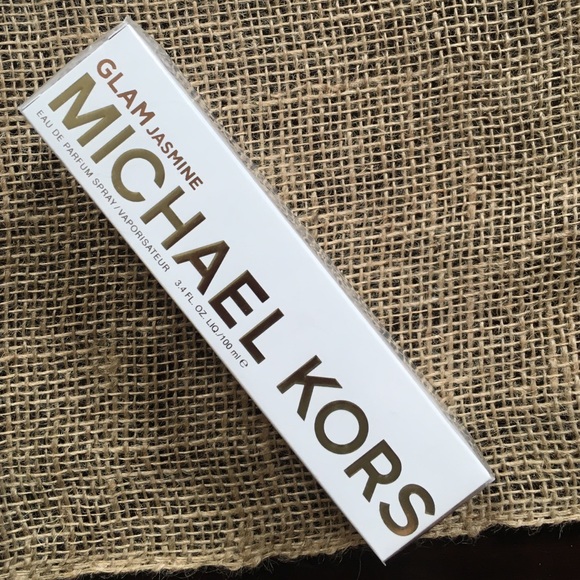 GLAM JASMINE
MICHAEL KORS
EAU DE PARFUM SPRAY/VAPORISATEUR 3.4 FL. OZ. LIQ./100 ml ℮